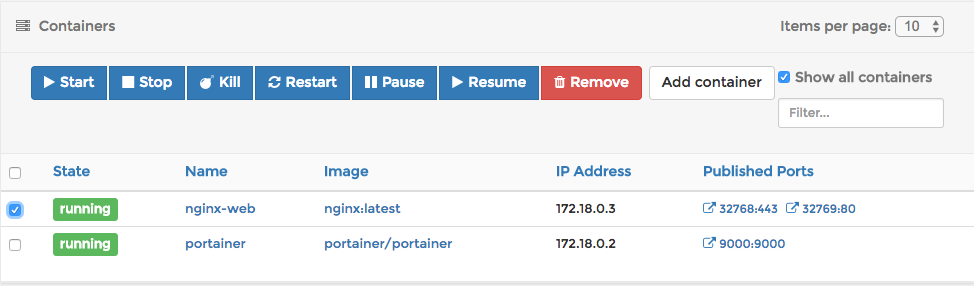 Containers Items per page: 10
Start Stop Kill Restart Pause Resume Remove Add container Show all containers
Filter...
State Name Image IP Address Published Ports
running nginx-web nginx:latest 172.18.0.3 32768:443 32769:80
running portainer portainer/portainer 172.18.0.2 9000:9000